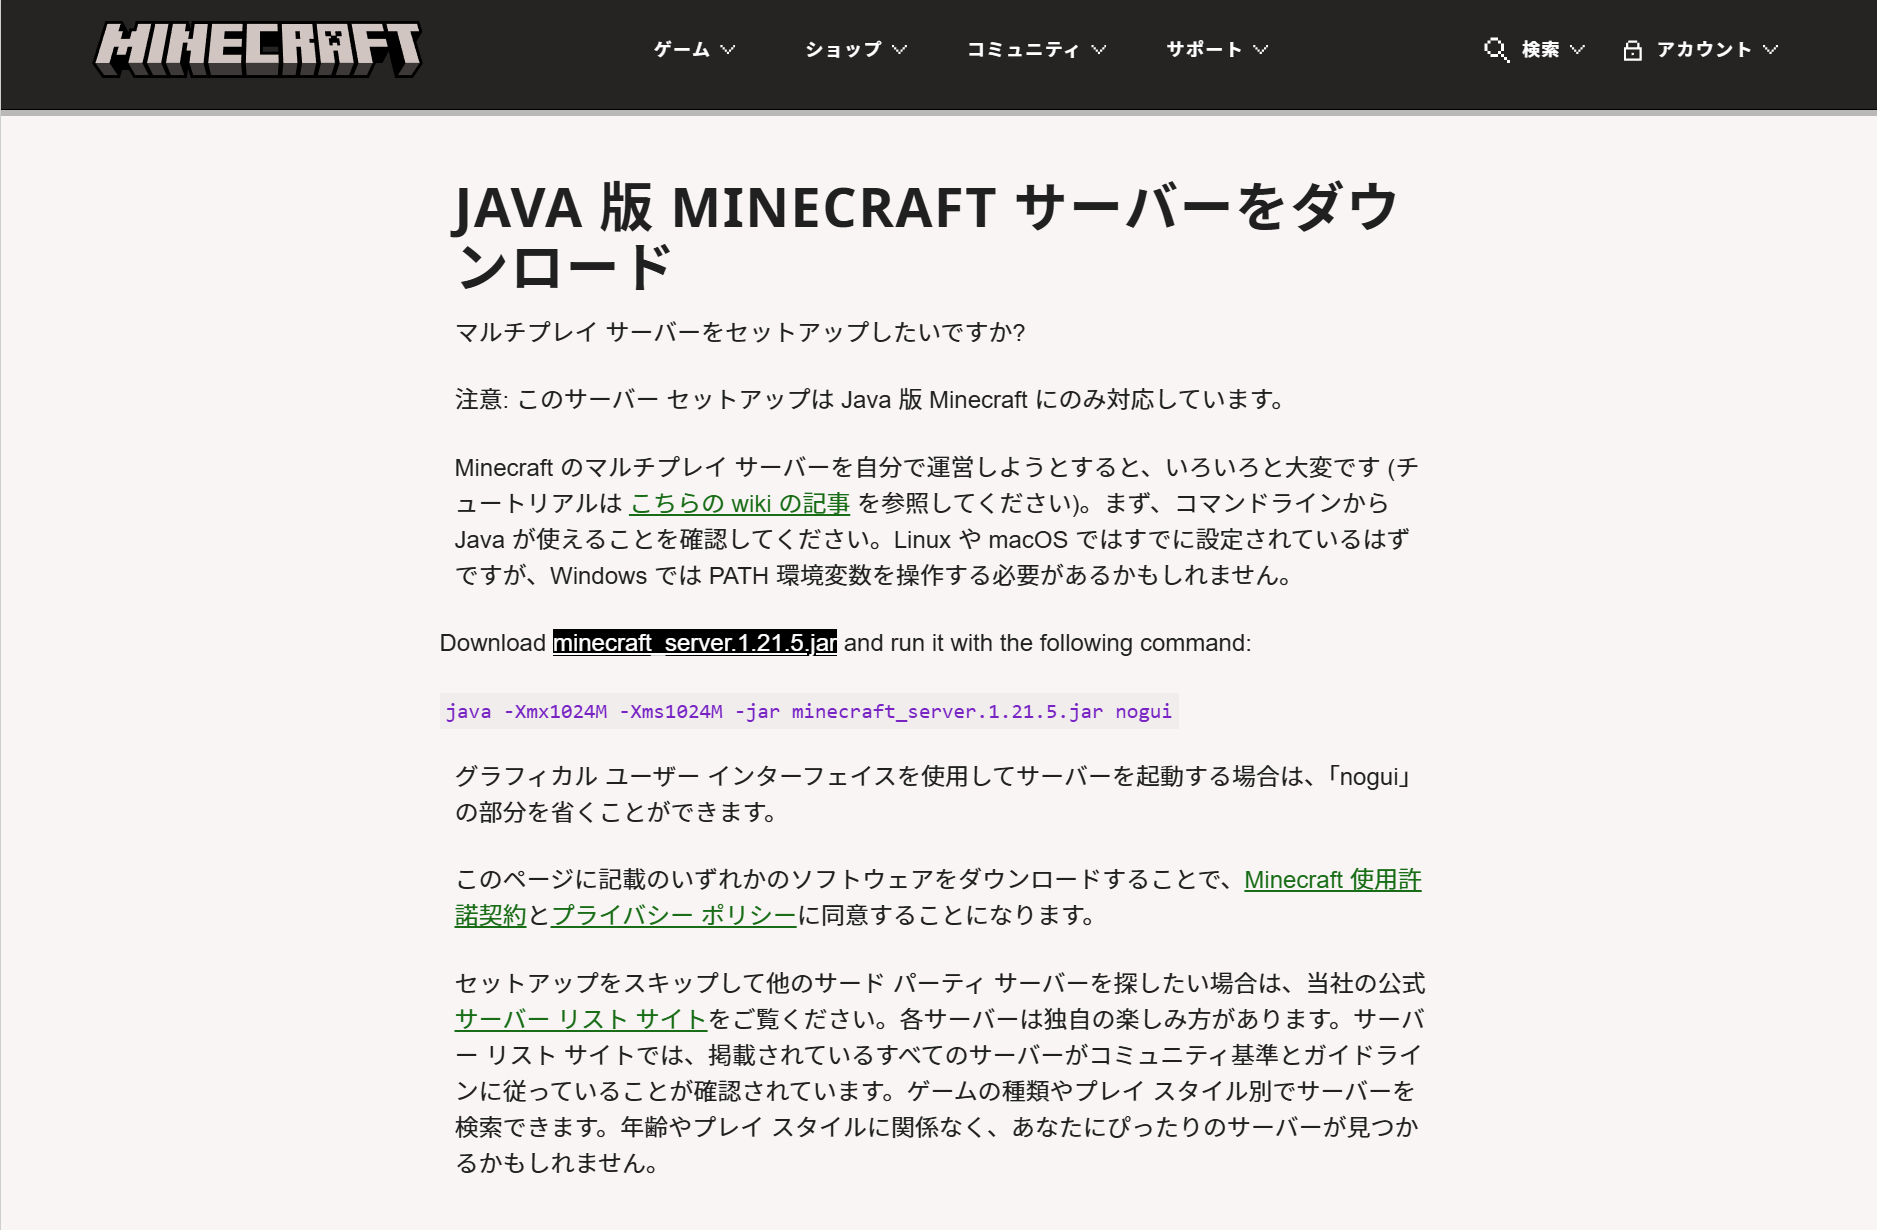 MINECRAFT
ゲーム
ショップ
コミュニティ
サポート
検索
アカウント
JAVA 版 MINECRAFT サーバーをダウ
ンロード
マルチプレイ サーバーをセットアップしたいですか?
注意: このサーバー セットアップは Java 版 Minecraft にのみ対応しています。
Minecraft のマルチプレイ サーバーを自分で運営しようとすると、いろいろと大変です (チ
ュートリアルは こちらの wiki の記事 を参照してください)。まず、コマンドラインから
Java が使えることを確認してください。Linux や macOS ではすでに設定されているはず
ですが、Windows では PATH 環境変数を操作する必要があるかもしれません。
Download minecraft_server.1.21.5.jar and run it with the following command:
java -Xmx1024M -Xms1024M -jar minecraft_server.1.21.5.jar nogui
グラフィカル ユーザー インターフェイスを使用してサーバーを起動する場合は、「nogui」
の部分を省くことができます。
このページに記載のいずれかのソフトウェアをダウンロードすることで、Minecraft 使用許
諾契約とプライバシー ポリシーに同意することになります。
セットアップをスキップして他のサード パーティ サーバーを探したい場合は、当社の公式
サーバー リスト サイトをご覧ください。各サーバーは独自の楽しみ方があります。サーバ
ー リスト サイトでは、掲載されているすべてのサーバーがコミュニティ基準とガイドライ
ンに従っていることが確認されています。ゲームの種類やプレイ スタイル別でサーバーを
検索できます。年齢やプレイ スタイルに関係なく、あなたにぴったりのサーバーが見つか
るかもしれません。